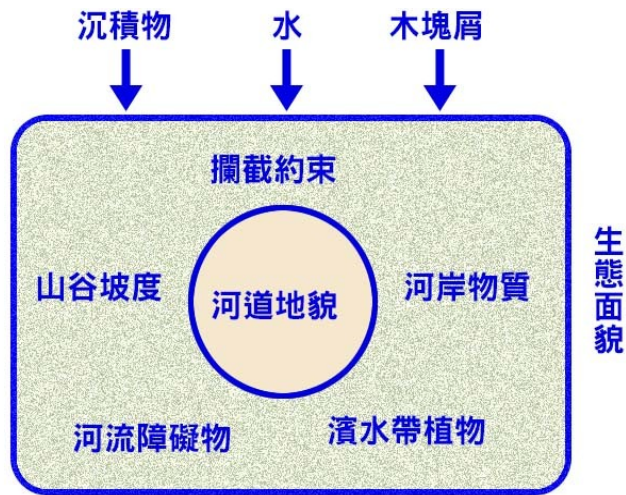 沉積物 水 木塊屑
攔截約束
山谷坡度
河道地貌
河岸物質
河流障礙物
濱水帶植物
生態面貌